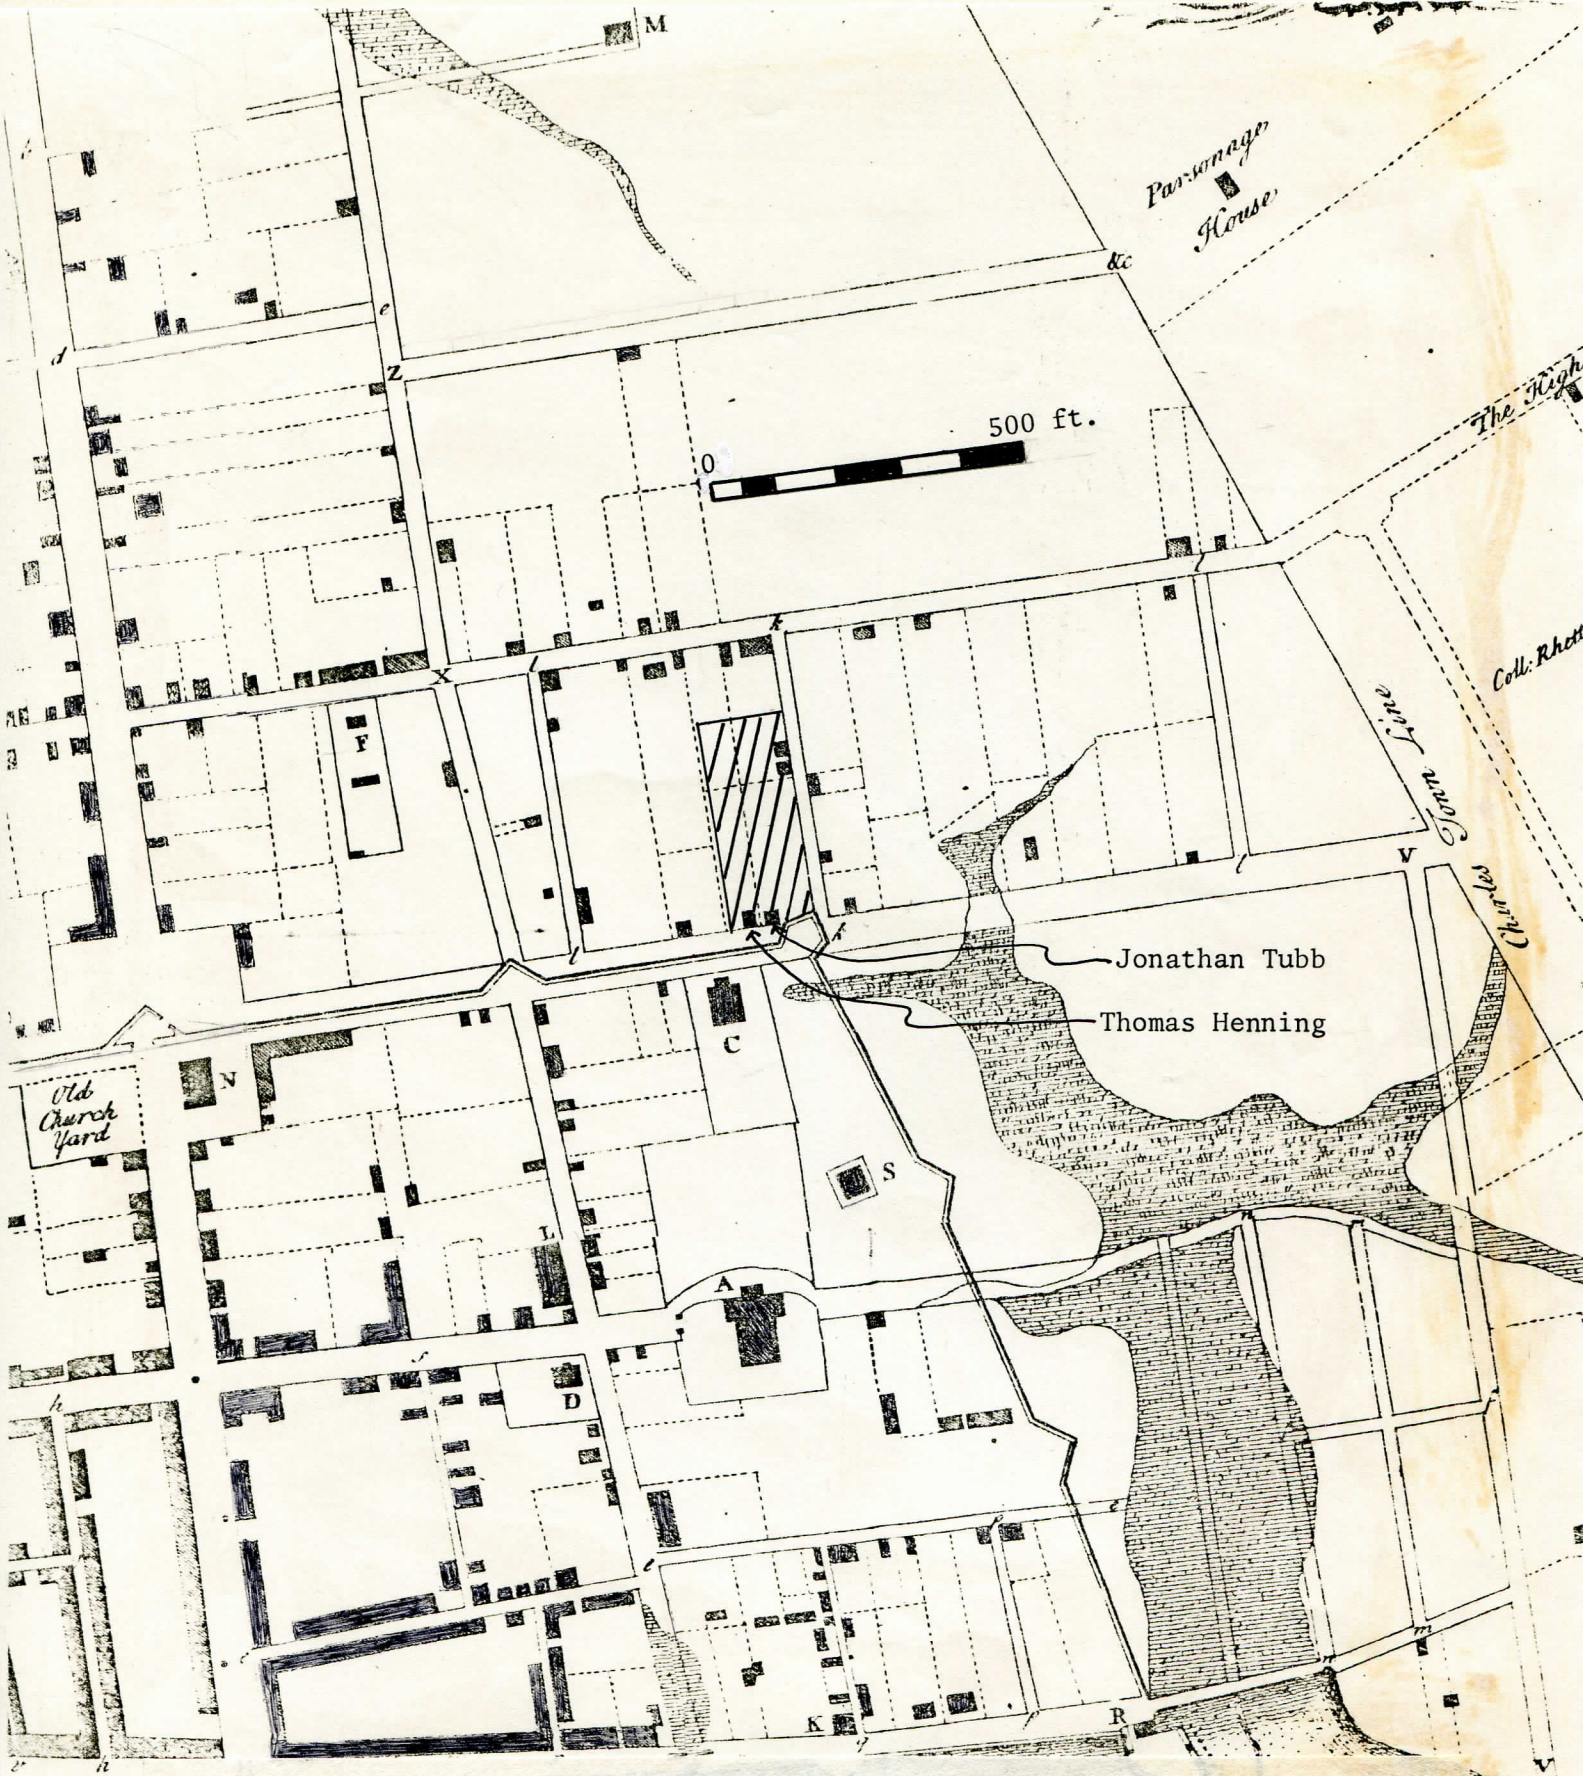 M
Parsonage
House
&c
e
d
Z
The High
500 ft.
0
k
l
X
Coll: Rhett
F
Town Line
l
V
Charles
k
l
Jonathan Tubb
Thomas Henning
C
N
Old
Church
Yard
S
n
L
A
r
s
D
h
r
e
e
m
n
K
R
V
n